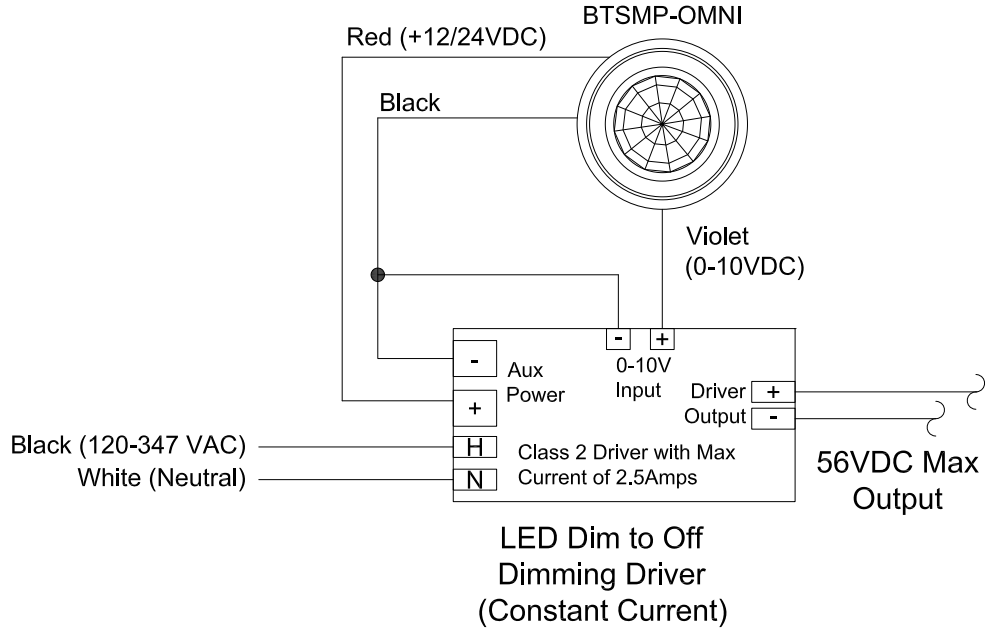 BTSMP-OMNI
Red (+12/24VDC)
Black
Violet
(0-10VDC)
- +
0-10V
Input
-
Aux
Power
+
Driver +
Output -
Black (120-347 VAC) H
White (Neutral) N
Class 2 Driver with Max
Current of 2.5Amps
56VDC Max
Output
LED Dim to Off
Dimming Driver
(Constant Current)